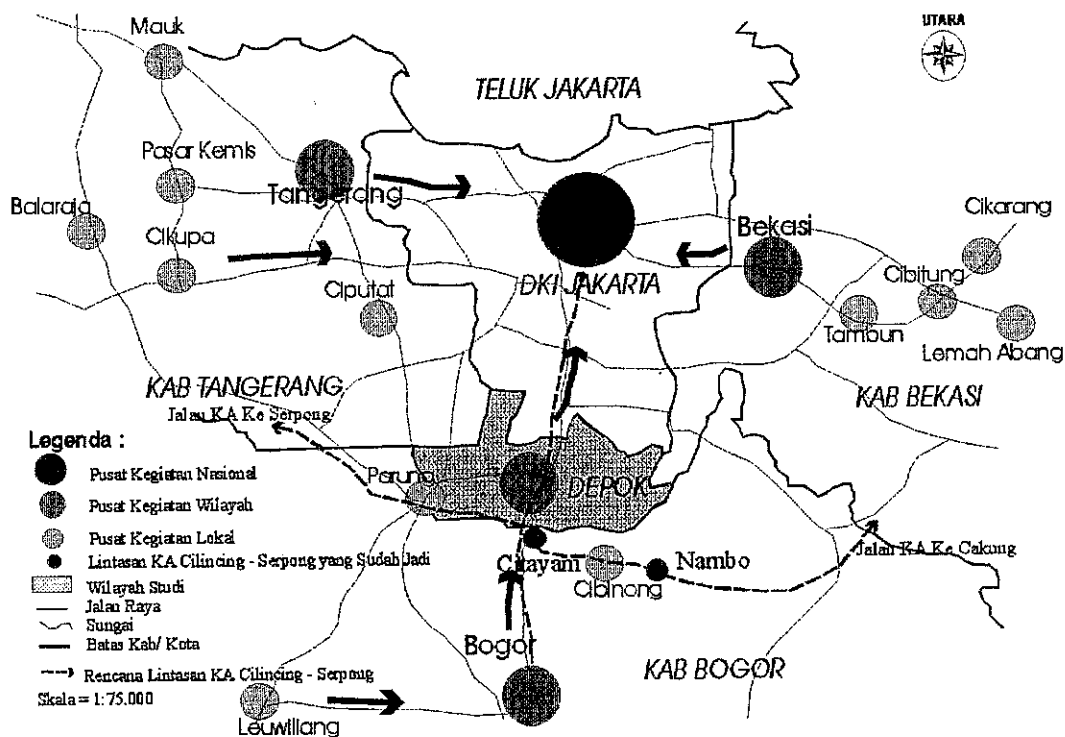 UTARA
Mauk
TELUK JAKARTA
Pasar Kemis
Tangerang
Balaraja
Cikupa
Bekasi
Cikarang
Cibitung
DKI JAKARTA
Ciputat
Tambun
Lemah Abang
KAB TANGERANG
KAB BEKASI
Jalan KA Ke Serpong
Parung
DEPOK
Citayam
Cibinong
Nambo
Jalan KA Ke Cakung
Bogor
KAB BOGOR
Leuwiliang
Legenda :
Pusat Kegiatan Nasional
Pusat Kegiatan Wilayah
Pusat Kegiatan Lokal
Lintasan KA Cilincing - Serpong yang Sudah Jadi
Wilayah Studi
Jalan Raya
Sungai
Batas Kab/ Kota
Rencana Lintasan KA Cilincing - Serpong
Skala = 1:75.000